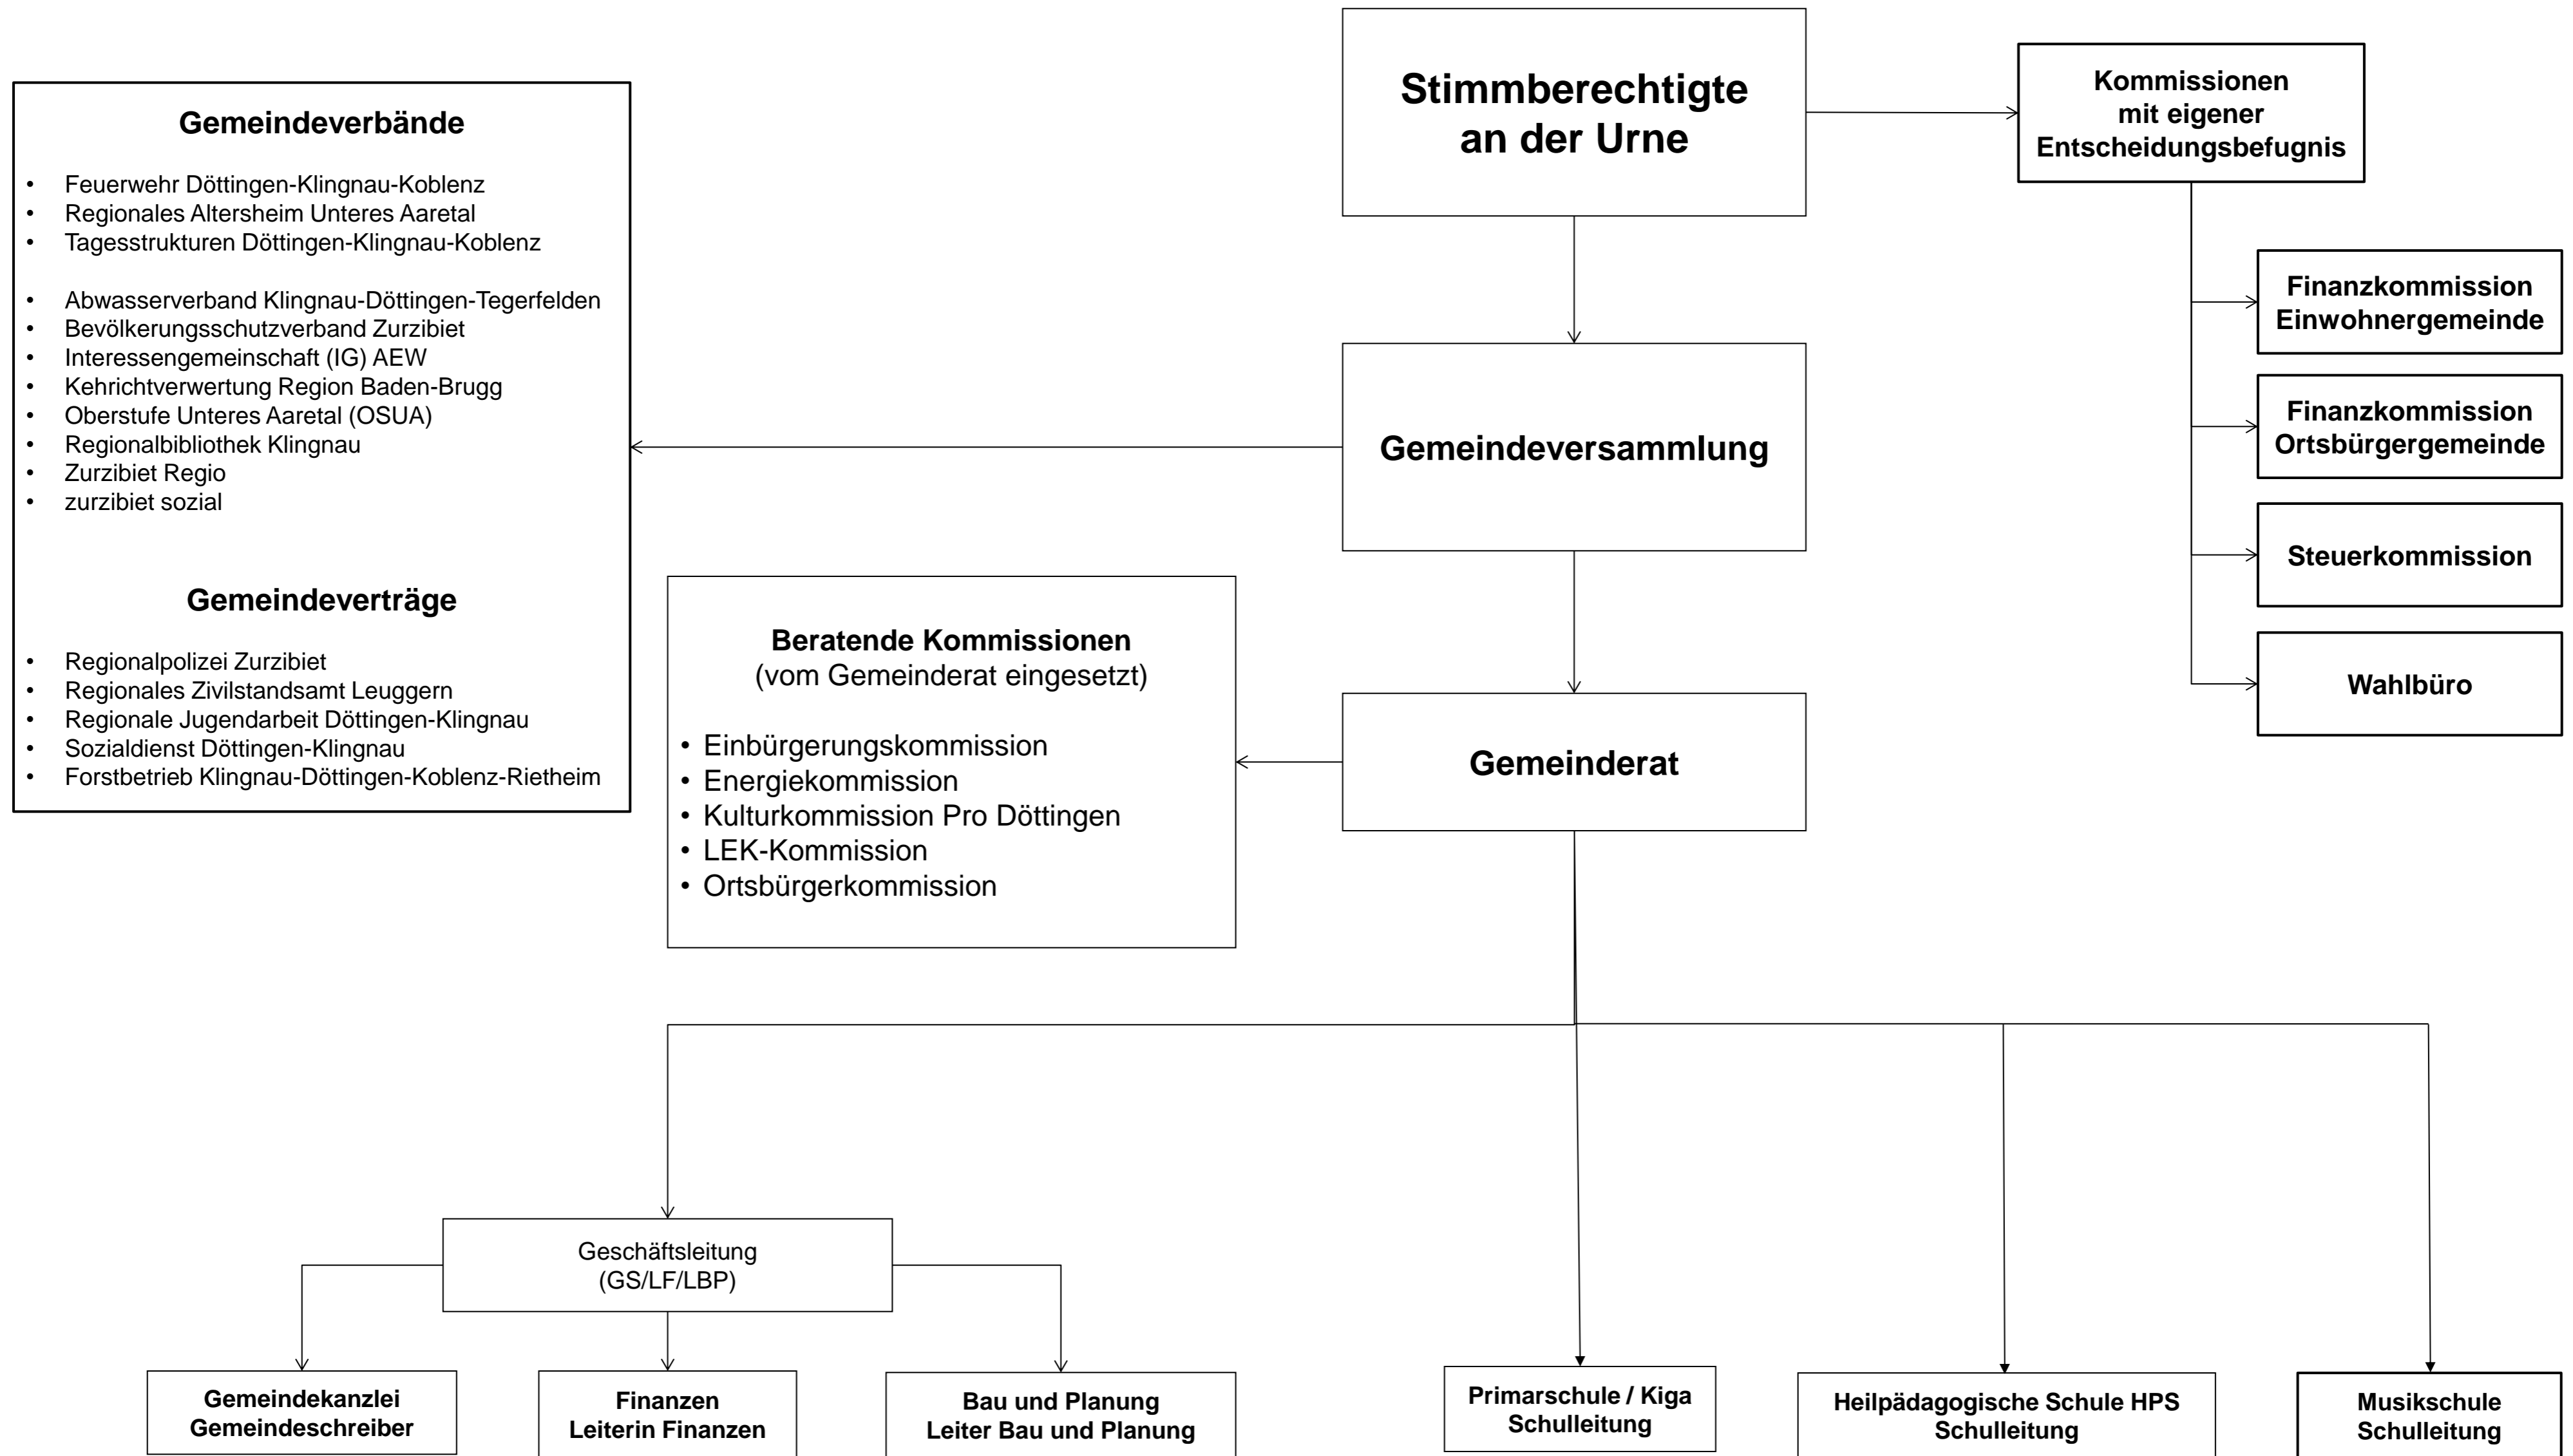 Stimmberechtigte
an der Urne
Kommissionen
mit eigener
Entscheidungsbefugnis
Gemeindeverbände
• Feuerwehr Döttingen-Klingnau-Koblenz
• Regionales Altersheim Unteres Aaretal
• Tagesstrukturen Döttingen-Klingnau-Koblenz
• Abwasserverband Klingnau-Döttingen-Tegerfelden
• Bevölkerungsschutzverband Zurzibiet
• Interessengemeinschaft (IG) AEW
• Kehrichtverwertung Region Baden-Brugg
• Oberstufe Unteres Aaretal (OSUA)
• Regionalbibliothek Klingnau
• Zurzibiet Regio
• zurzibiet sozial
Gemeindeverträge
• Regionalpolizei Zurzibiet
• Regionales Zivilstandsamt Leuggern
• Regionale Jugendarbeit Döttingen-Klingnau
• Sozialdienst Döttingen-Klingnau
• Forstbetrieb Klingnau-Döttingen-Koblenz-Rietheim
Finanzkommission
Einwohnergemeinde
Finanzkommission
Ortsbürgergemeinde
Steuerkommission
Wahlbüro
Gemeindeversammlung
Beratende Kommissionen
(vom Gemeinderat eingesetzt)
• Einbürgerungskommission
• Energiekommission
• Kulturkommission Pro Döttingen
• LEK-Kommission
• Ortsbürgerkommission
Gemeinderat
Geschäftsleitung
(GS/LF/LBP)
Gemeindekanzlei
Gemeindeschreiber
Finanzen
Leiterin Finanzen
Bau und Planung
Leiter Bau und Planung
Primarschule / Kiga
Schulleitung
Heilpädagogische Schule HPS
Schulleitung
Musikschule
Schulleitung